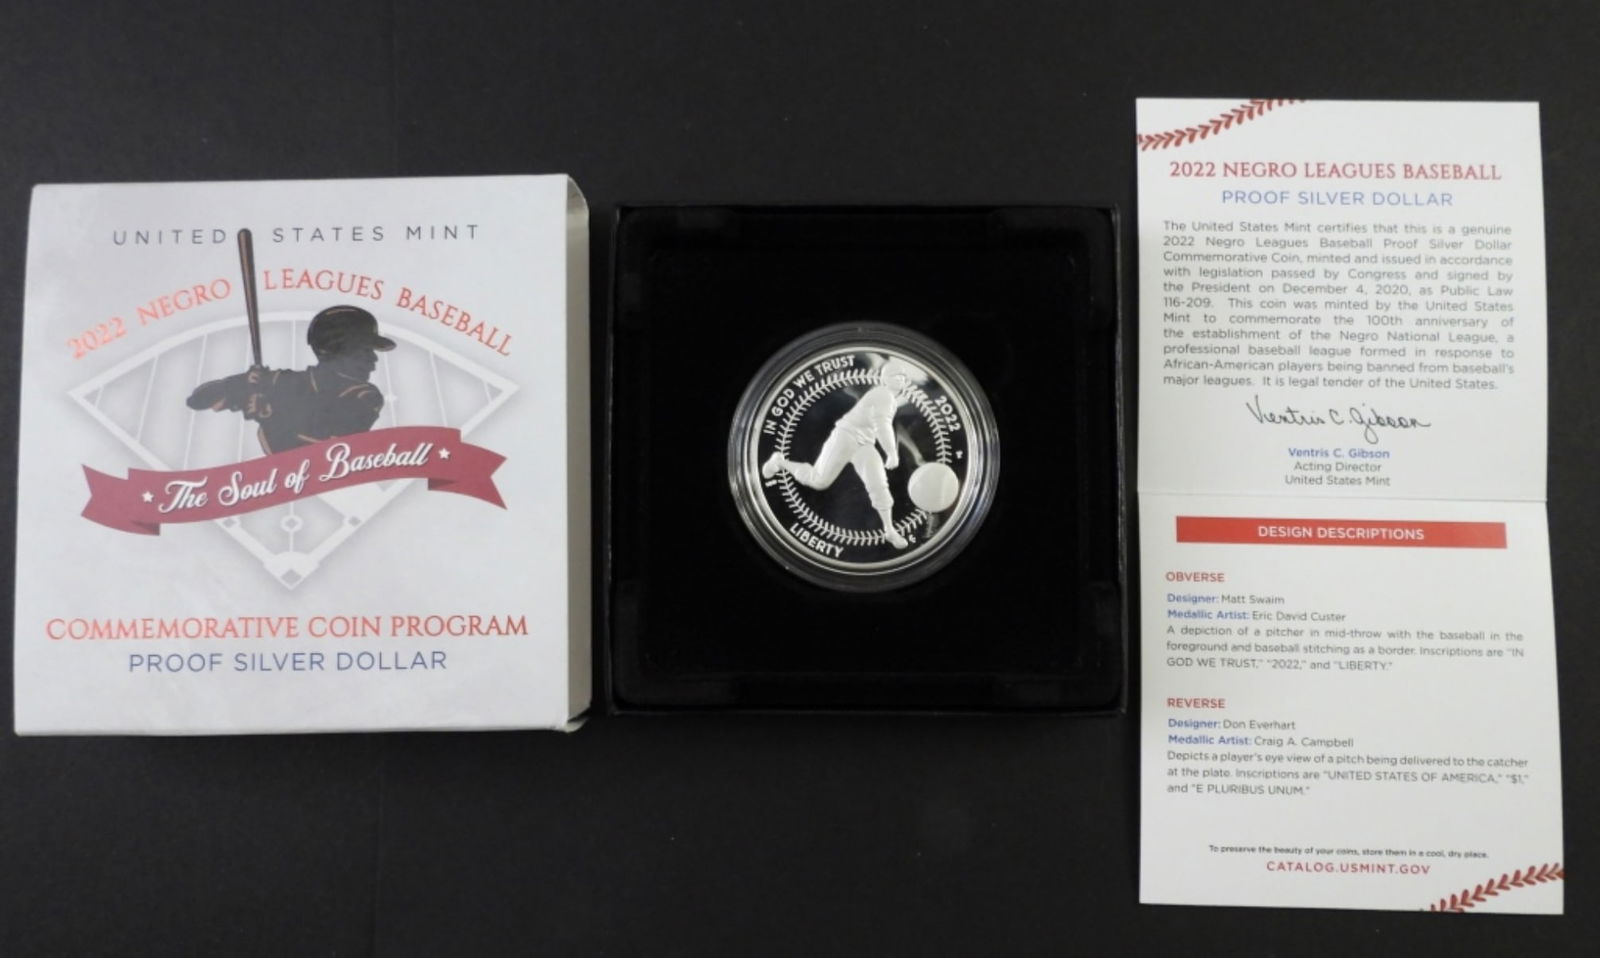 UNITED STATES MINT
2022 NEGRO LEAGUES BASEBALL
The Soul of Baseball
COMMEMORATIVE COIN PROGRAM
PROOF SILVER DOLLAR
IN GOD WE TRUST
2022
LIBERTY
2022 NEGRO LEAGUES BASEBALL
PROOF SILVER DOLLAR
The United States Mint certifies that this is a genuine
2022 Negro Leagues Baseball Proof Silver Dollar
Commemorative Coin, minted and issued in accordance
with legislation passed by Congress and signed by
the President on December 4, 2020, as Public Law
116-209. This coin was minted by the United States
Mint to commemorate the 100th anniversary of
the establishment of the Negro National League, a
professional baseball league formed in response to
African-American players being banned from baseball's
major leagues. It is legal tender of the United States.
Ventris C. Gibson
Ventris C. Gibson
Acting Director
United States Mint
DESIGN DESCRIPTIONS
OBVERSE
Designer: Matt Swaim
Medallic Artist: Eric David Custer
A depiction of a pitcher in mid-throw with the baseball in the
foreground and baseball stitching as a border. Inscriptions are "IN
GOD WE TRUST," "2022," and "LIBERTY."
REVERSE
Designer: Don Everhart
Medallic Artist: Craig A. Campbell
Depicts a player's eye view of a pitch being delivered to the catcher
at the plate. Inscriptions are "UNITED STATES OF AMERICA," "$1,"
and "E PLURIBUS UNUM."
To preserve the beauty of your coins, store them in a cool, dry place.
CATALOG.USMINT.GOV